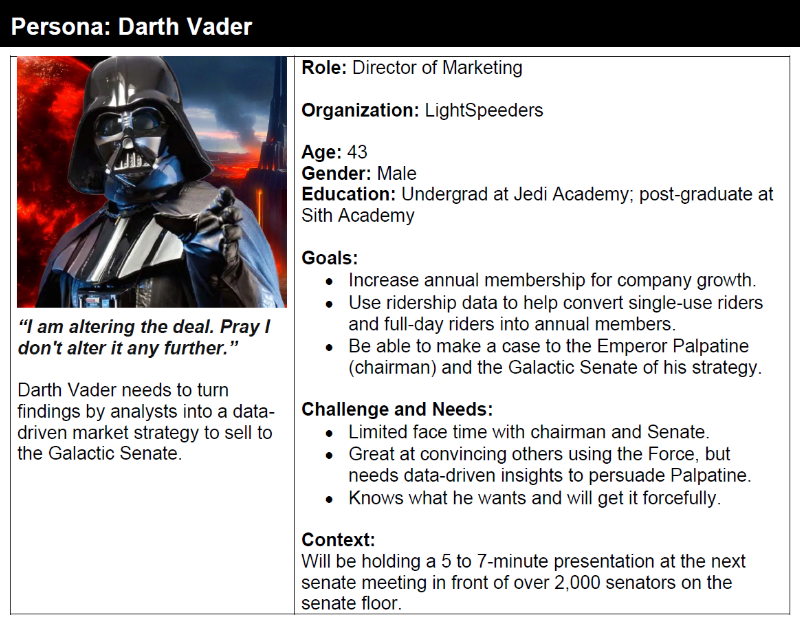 Persona: Darth Vader
“I am altering the deal. Pray I
don't alter it any further.”
Darth Vader needs to turn
findings by analysts into a data-
driven market strategy to sell to
the Galactic Senate.
Role: Director of Marketing
Organization: LightSpeeders
Age: 43
Gender: Male
Education: Undergrad at Jedi Academy; post-graduate at
Sith Academy
Goals:
• Increase annual membership for company growth.
• Use ridership data to help convert single-use riders
and full-day riders into annual members.
• Be able to make a case to the Emperor Palpatine
(chairman) and the Galactic Senate of his strategy.
Challenge and Needs:
• Limited face time with chairman and Senate.
• Great at convincing others using the Force, but
needs data-driven insights to persuade Palpatine.
• Knows what he wants and will get it forcefully.
Context:
Will be holding a 5 to 7-minute presentation at the next
senate meeting in front of over 2,000 senators on the
senate floor.